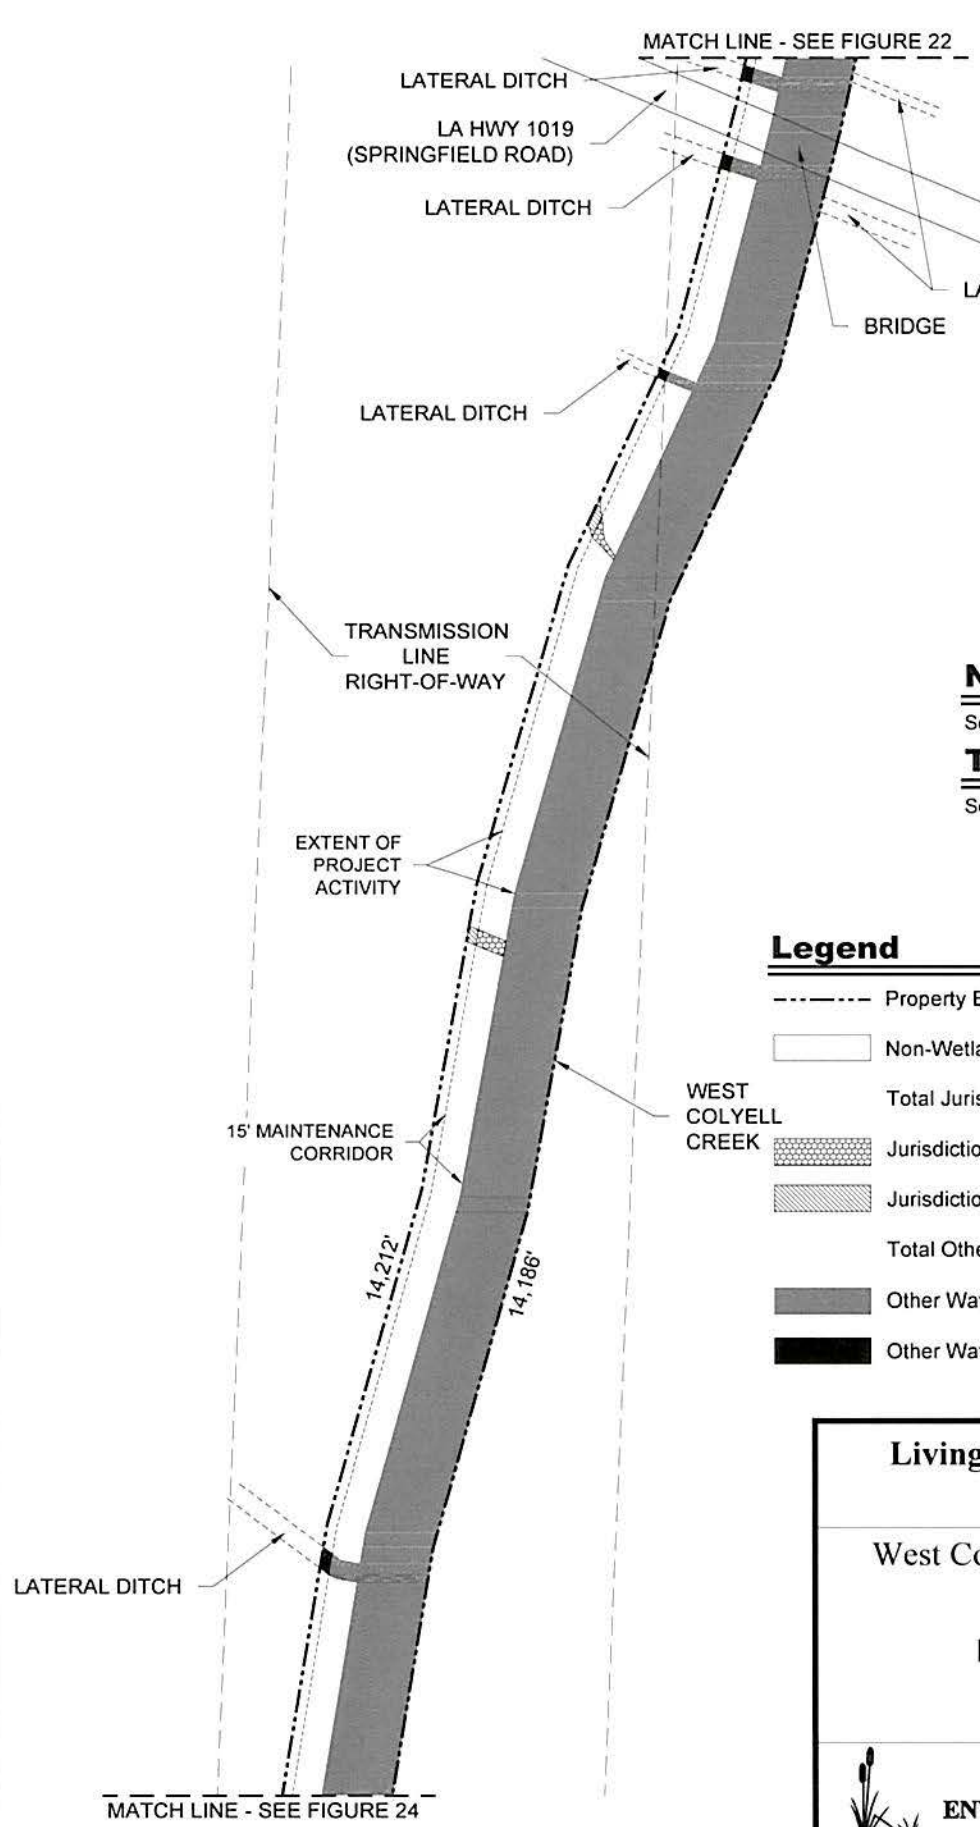 MATCH LINE - SEE FIGURE 22
LATERAL DITCH
LA HWY 1019
(SPRINGFIELD ROAD)
LATERAL DITCH
BRIDGE
LATERAL DITCH
TRANSMISSION
LINE
RIGHT-OF-WAY
EXTENT OF
PROJECT
ACTIVITY
15' MAINTENANCE
CORRIDOR
WEST
COLYELL
CREEK
14,212'
14,186'
LATERAL DITCH
MATCH LINE - SEE FIGURE 24
Legend
Property
Non-Wetla
Total Juris
Jurisdictio
Jurisdictio
Total Othe
Other Wa
Other Wa
Living
West Co